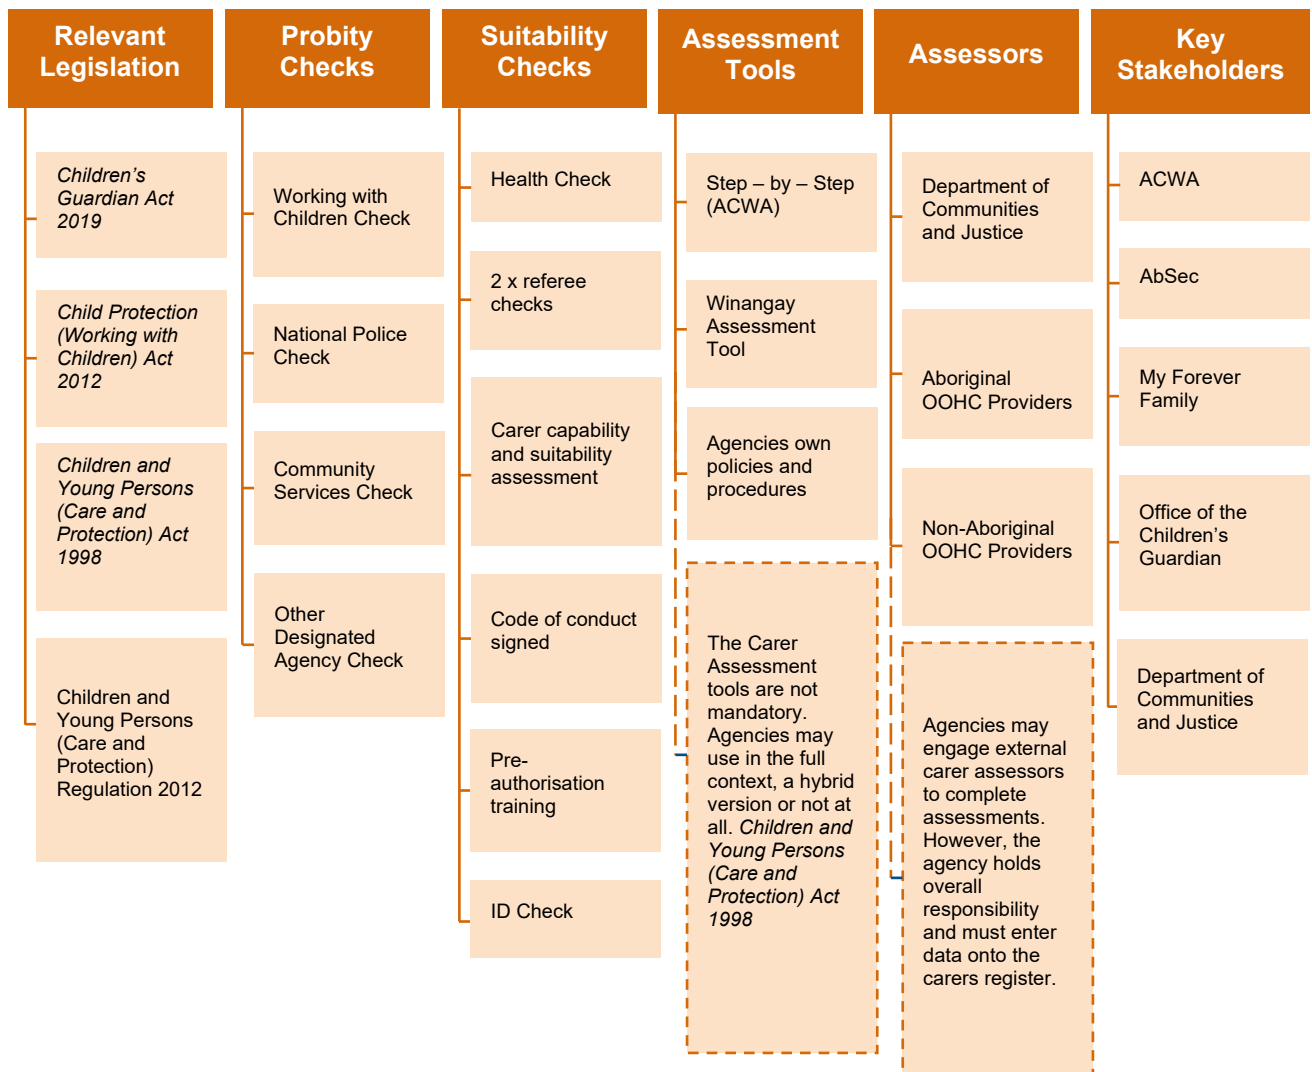 Relevant
Legislation
Children’s
Guardian Act
2019
Child Protection
(Working with
Children) Act
2012
Children and
Young Persons
(Care and
Protection) Act
1998
Children and
Young Persons
(Care and
Protection)
Regulation 2012
Probity
Checks
Working with
Children Check
National Police
Check
Community
Services Check
Other
Designated
Agency Check
Suitability
Checks
Health Check
2 x referee
checks
Carer capability
and suitability
assessment
Code of conduct
signed
Pre-
authorisation
training
ID Check
Assessment
Tools
Step – by – Step
(ACWA)
Winangay
Assessment
Tool
Agencies own
policies and
procedures
The Carer
Assessment
tools are not
mandatory.
Agencies may
use in the full
context, a hybrid
version or not at
all. Children and
Young Persons
(Care and
Protection) Act
1998
Assessors
Department of
Communities
and Justice
Aboriginal
OOHC Providers
Non-Aboriginal
OOHC Providers
Agencies may
engage external
carer assessors
to complete
assessments.
However, the
agency holds
overall
responsibility
and must enter
data onto the
carers register.
Key
Stakeholders
ACWA
AbSec
My Forever
Family
Office of the
Children’s
Guardian
Department of
Communities
and Justice